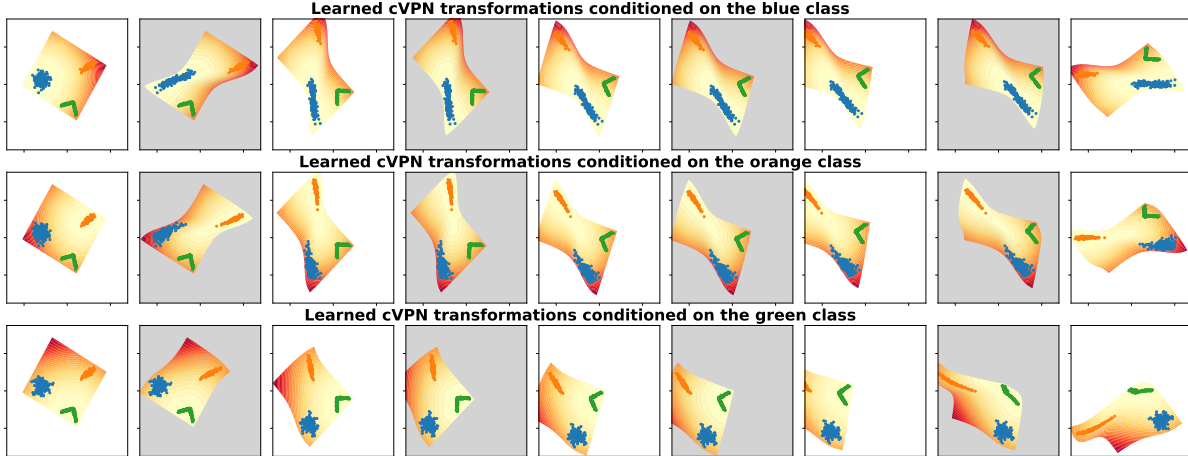 Learned cVPN transformations conditioned on the blue class
Learned cVPN transformations conditioned on the orange class
Learned cVPN transformations conditioned on the green class